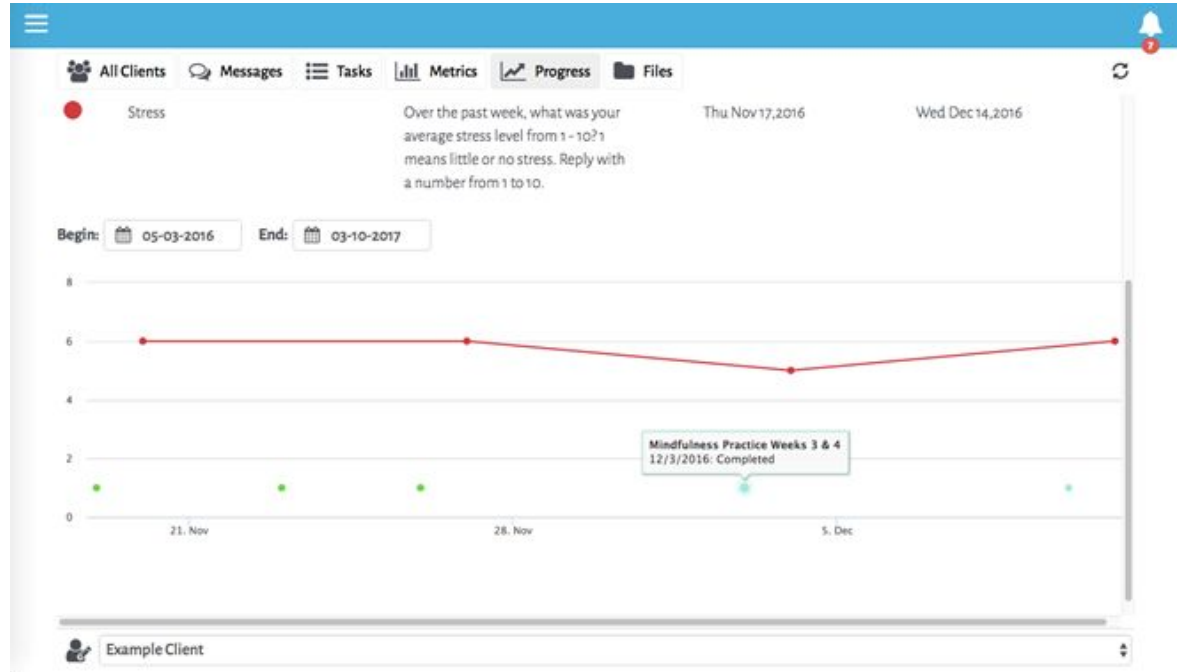 7
All Clients Messages Tasks Metrics Progress Files
Stress Over the past week, what was your Thu Nov 17,2016 Wed Dec 14,2016
average stress level from 1 - 10? 1
means little or no stress. Reply with
a number from 1 to 10.
Begin: 05-03-2016 End: 03-10-2017
8
6
4
Mindfulness Practice Weeks 3 & 4
12/3/2016: Completed
2
0
21. Nov 28. Nov 5. Dec
Example Client